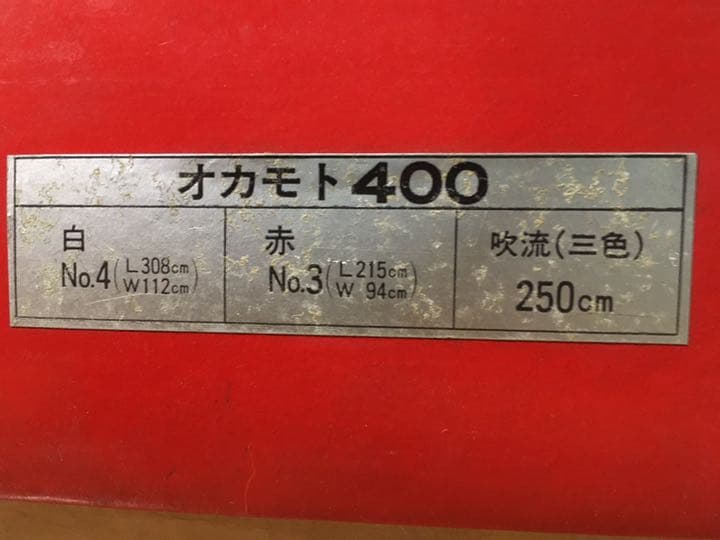 オカモト400
白
No.4(L308cm
W112cm)
赤
No.3(L215cm
W 94cm)
吹流(三色)
250cm